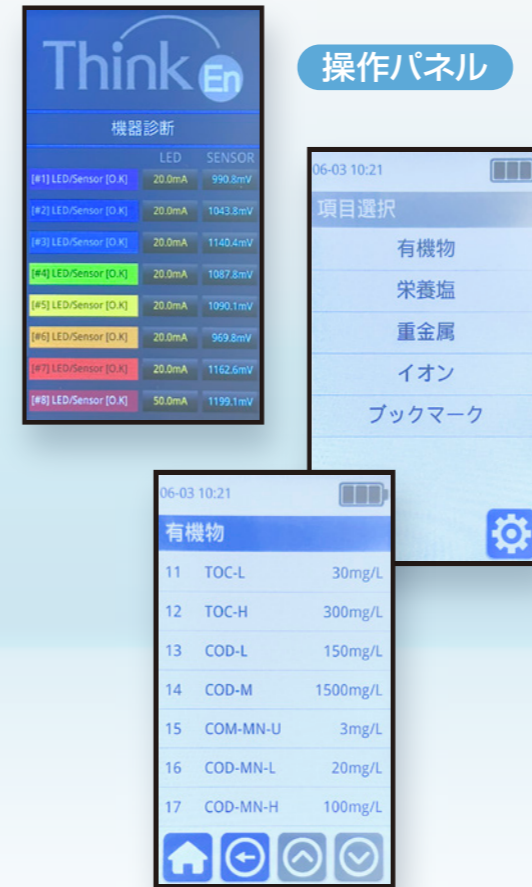 Think En
操作パネル
機器診断
LED SENSOR
[#1] LED/Sensor [O.K] 20.0mA 990.8mV
[#2] LED/Sensor [O.K] 20.0mA 1043.8mV
[#3] LED/Sensor [O.K] 20.0mA 1140.4mV
[#4] LED/Sensor [O.K] 20.0mA 1087.8mV
[#5] LED/Sensor [O.K] 20.0mA 1090.1mV
[#6] LED/Sensor [O.K] 20.0mA 969.8mV
[#7] LED/Sensor [O.K] 20.0mA 1162.6mV
[#8] LED/Sensor [O.K] 50.0mA 1199.1mV
06-03 10:21
項目選択
有機物
栄養塩
重金属
イオン
ブックマーク
06-03 10:21
有機物
11 TOC-L 30mg/L
12 TOC-H 300mg/L
13 COD-L 150mg/L
14 COD-M 1500mg/L
15 COM-MN-U 3mg/L
16 COD-MN-L 20mg/L
17 COD-MN-H 100mg/L